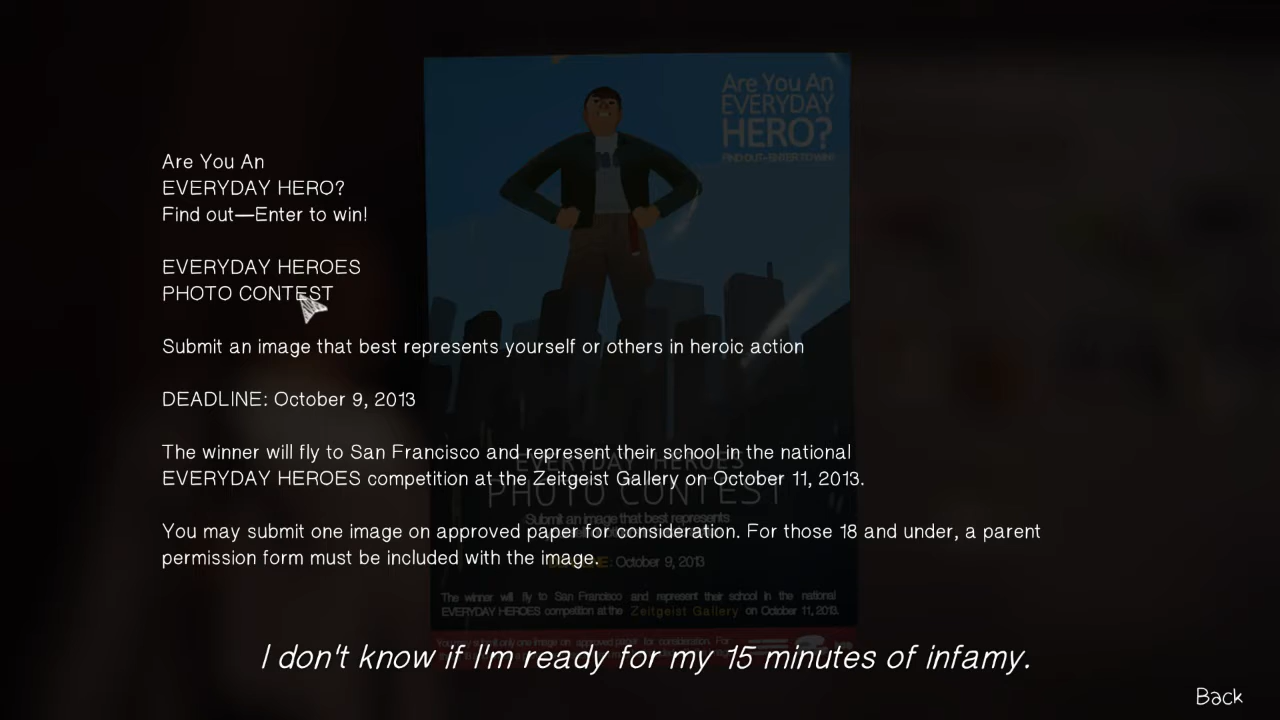 Are You An
EVERYDAY HERO?
Find out—Enter to win!
EVERYDAY HEROES
PHOTO CONTEST
Submit an image that best represents yourself or others in heroic action
DEADLINE: October 9, 2013
The winner will fly to San Francisco and represent their school in the national
EVERYDAY HEROES competition at the Zeitgeist Gallery on October 11, 2013.
You may submit one image on approved paper for consideration. For those 18 and under, a parent
permission form must be included with the image.
I don't know if I'm ready for my 15 minutes of infamy.
Back
Are You An
EVERYDAY
HERO?
FIND OUT—ENTER TO WIN!
EVERYDAY HEROES
PHOTO CONTEST
Submit an image that best represents
: October 9, 2013
The winner will fly to San Francisco and represent their school in the national
EVERYDAY HEROES competition at the Zeitgeist Gallery on October 11, 2013.